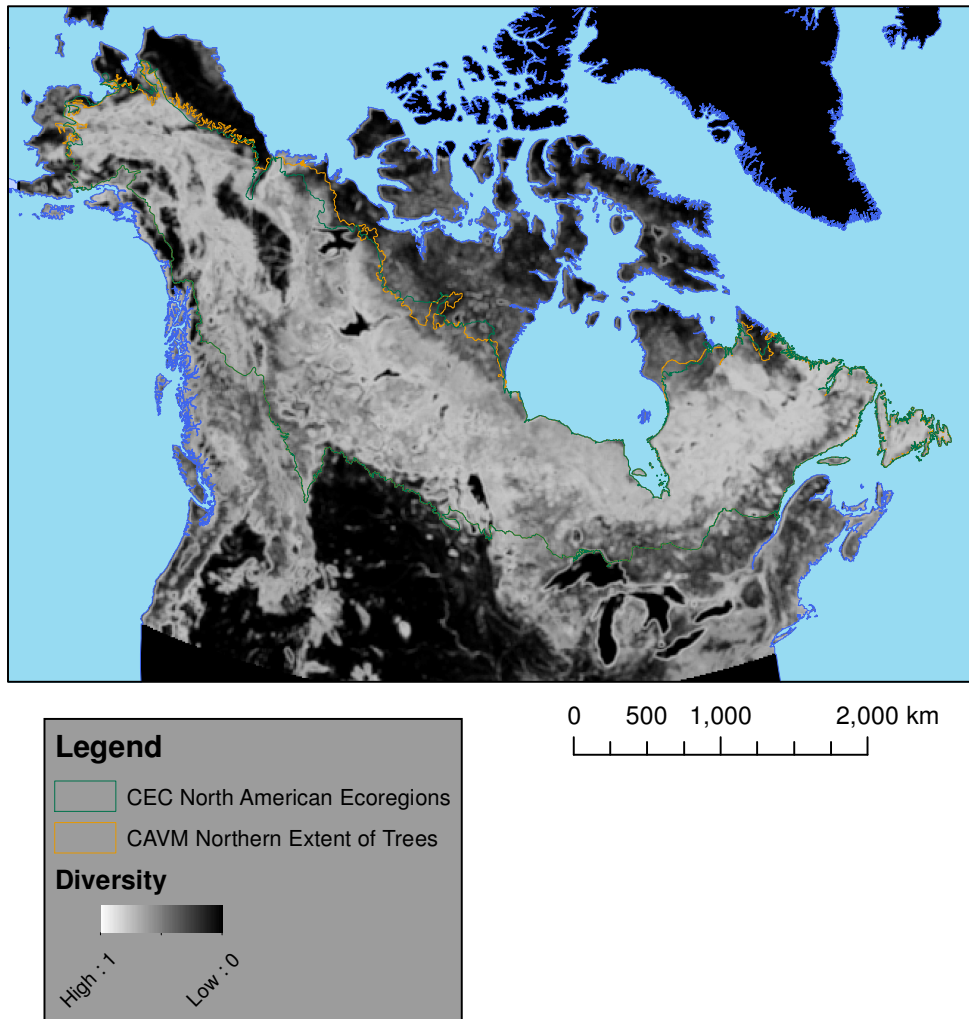 0 500 1,000 2,000 km
Legend
CEC North American Ecoregions
CAVM Northern Extent of Trees
Diversity
High : 1 Low : 0